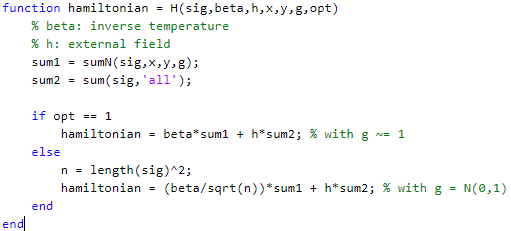 function hamiltonian = H(sig,beta,h,x,y,g,opt)
% beta: inverse temperature
% h: external field
sum1 = sumN(sig,x,y,g);
sum2 = sum(sig,'all');
if opt == 1
hamiltonian = beta*sum1 + h*sum2; % with g ~= 1
else
n = length(sig)^2;
hamiltonian = (beta/sqrt(n))*sum1 + h*sum2; % with g = N(0,1)
end
end